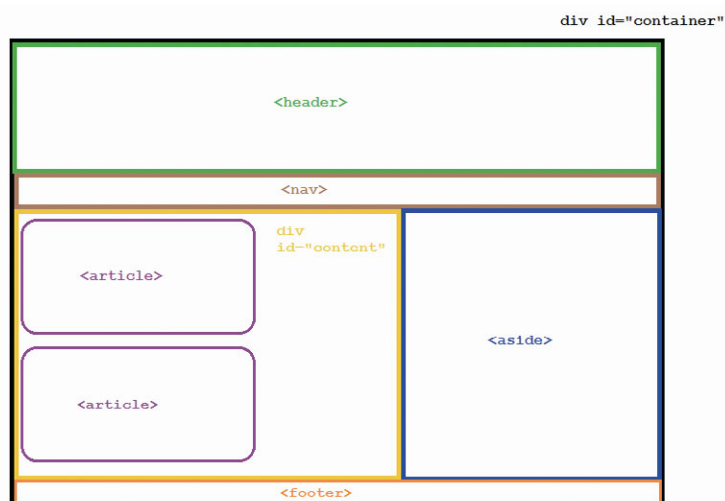 div id="container"
<header>
<nav>
div
id="content"
<article>
<aside>
<article>
<footer>